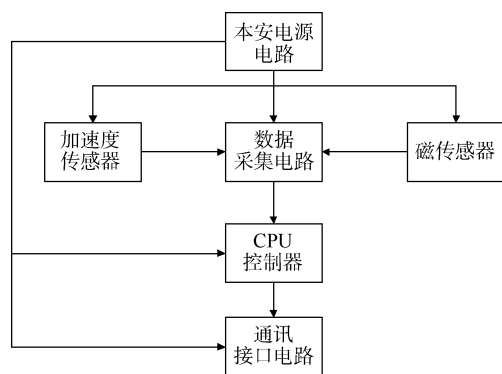 本安电源
电路
加速度
传感器
数据
采集电路
磁传感器
CPU
控制器
通讯
接口电路